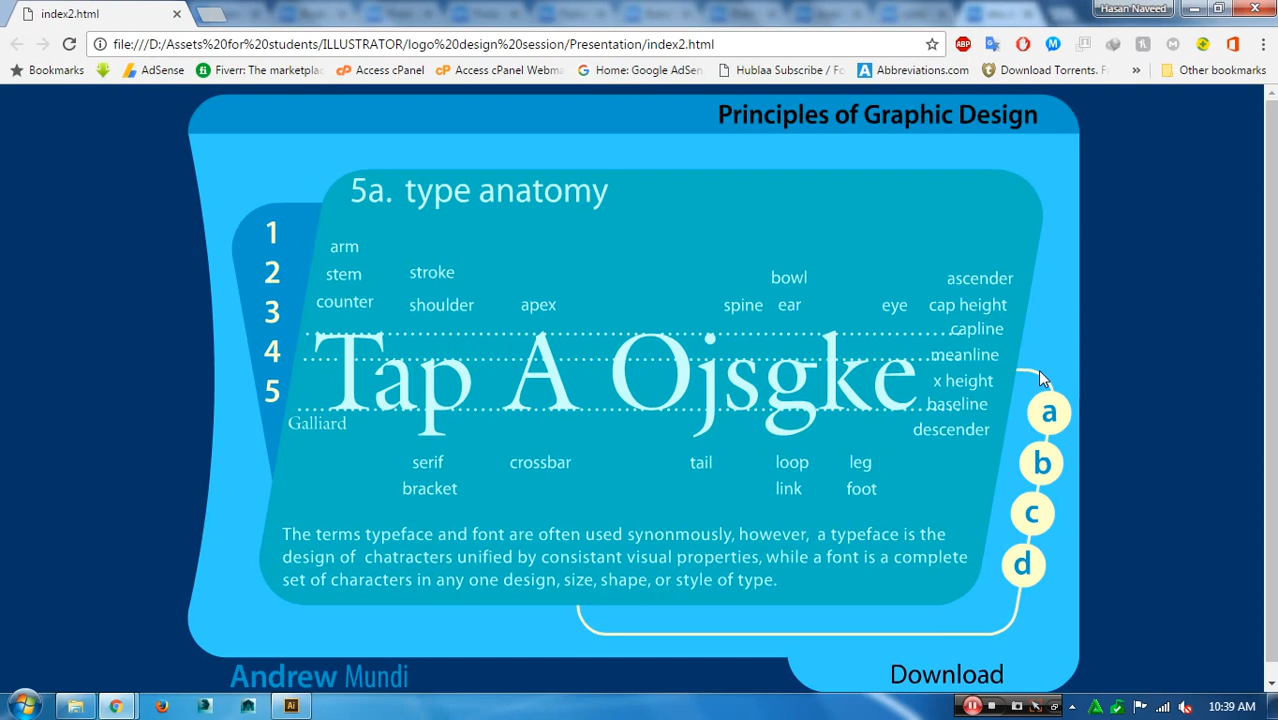 index2.html
Hasan Naveed
file:///D:/Assets%20for%20students/ILLUSTRATOR/logo%20design%20session/Presentation/index2.html
Bookmarks AdSense Fiverr: The marketplac Access cPanel Access cPanel Webma Home: Google AdSen Hublaa Subscribe / Fo Abbreviations.com Download Torrents. Fa » Other bookmarks
Principles of Graphic Design
5a. type anatomy
1
2
3
4
5
arm
stem
counter
stroke
shoulder
apex
spine
bowl
ear
eye
ascender
cap height
capline
meanline
x height
baseline
descender
Tap A Ojsgke
Galliard
serif
bracket
crossbar
tail
loop
link
leg
foot
a
b
c
d
The terms typeface and font are often used synonmously, however, a typeface is the
design of chatracters unified by consistant visual properties, while a font is a complete
set of characters in any one design, size, shape, or style of type.
Andrew Mundi
Download
10:39 AM